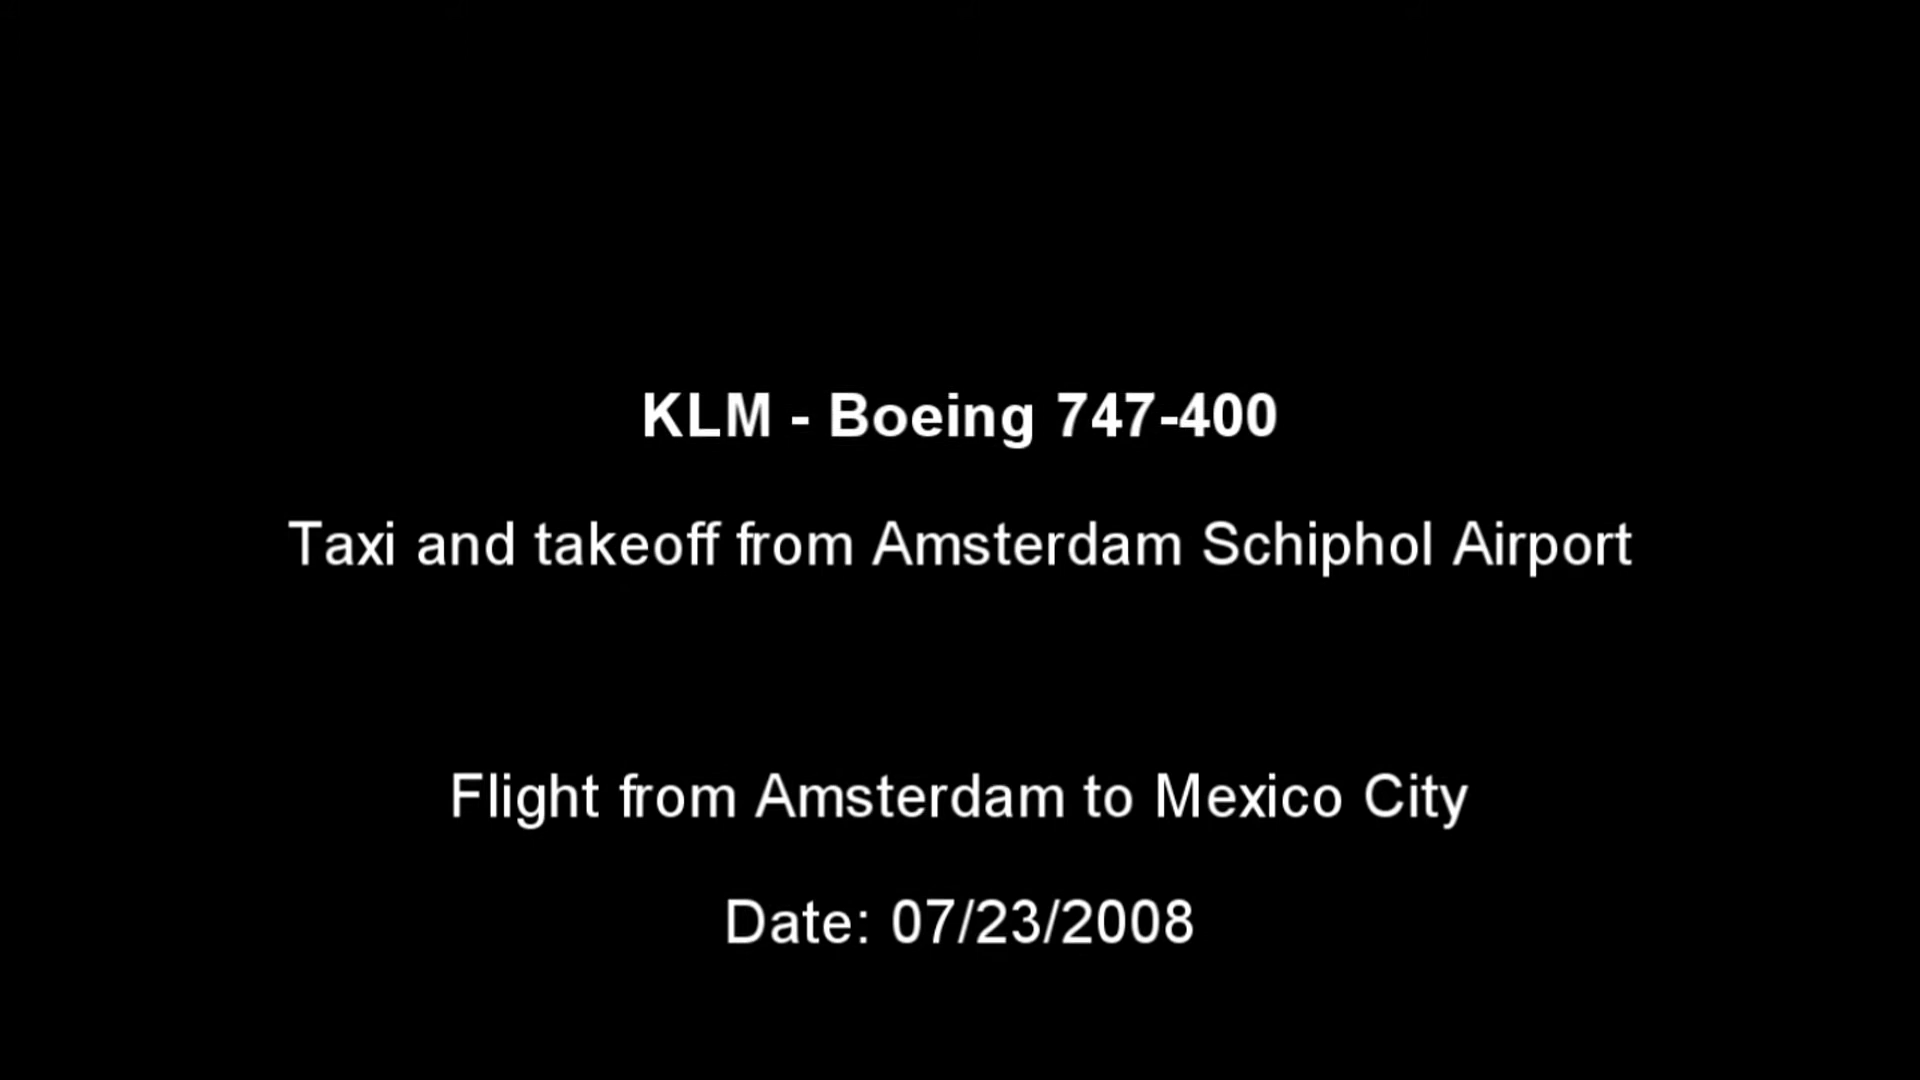 KLM - Boeing 747-400
Taxi and takeoff from Amsterdam Schiphol Airport
Flight from Amsterdam to Mexico City
Date: 07/23/2008